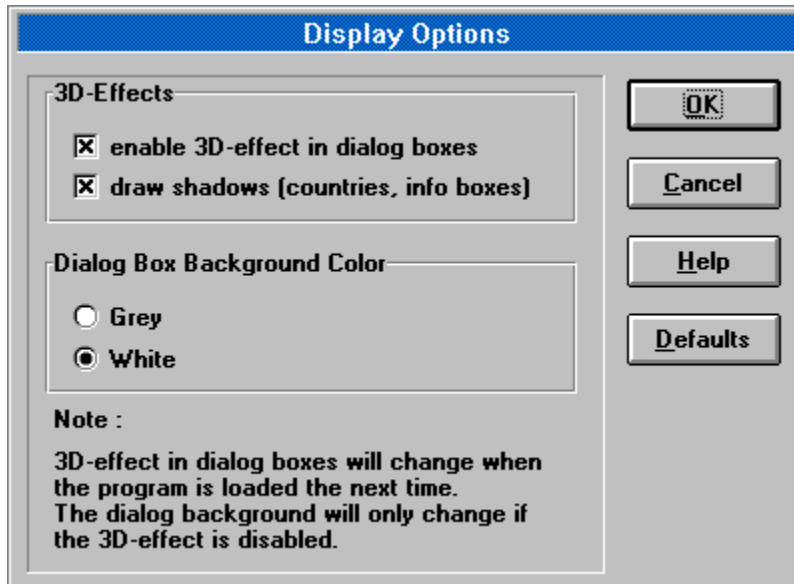 Display Options
3D-Effects
enable 3D-effect in dialog boxes
draw shadows (countries, info boxes)
Dialog Box Background Color
Grey
White
Note :
3D-effect in dialog boxes will change when
the program is loaded the next time.
The dialog background will only change if
the 3D-effect is disabled.
OK
Cancel
Help
Defaults